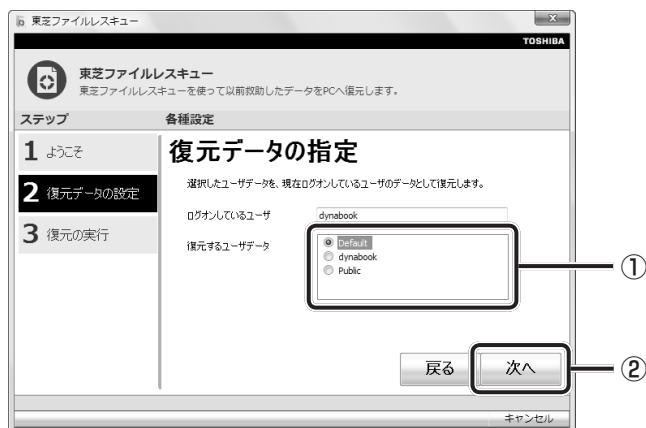 東芝ファイルレスキュー
TOSHIBA
東芝ファイルレスキュー
東芝ファイルレスキューを使って以前救助したデータをPCへ復元します。
ステップ
各種設定
1 ようこそ
2 復元データの設定
3 復元の実行
復元データの指定
選択したユーザデータを、現在ログオンしているユーザのデータとして復元します。
ログオンしているユーザ
dynabook
復元するユーザデータ
Default
dynabook
Public
①
戻る
次へ
②
キャンセル